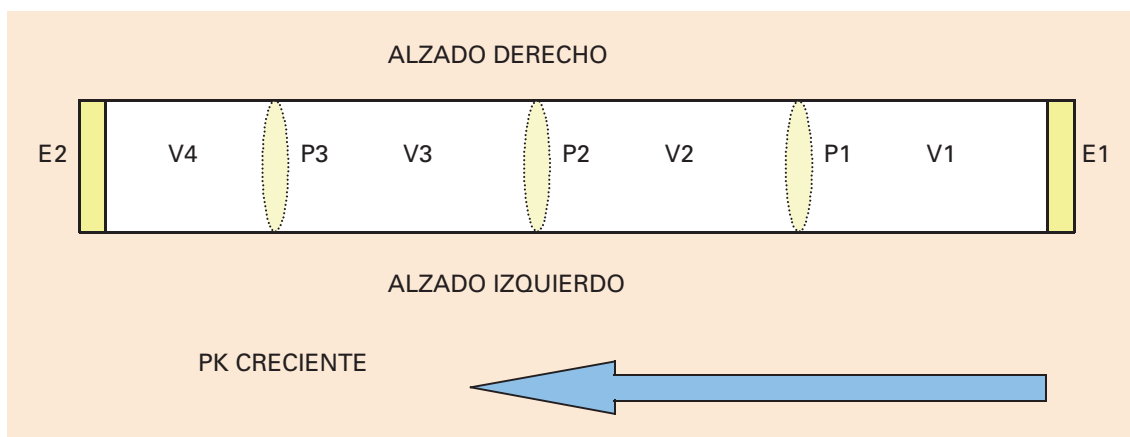 ALZADO DERECHO
E2 V4 P3 V3 P2 V2 P1 V1 E1
ALZADO IZQUIERDO
PK CRECIENTE